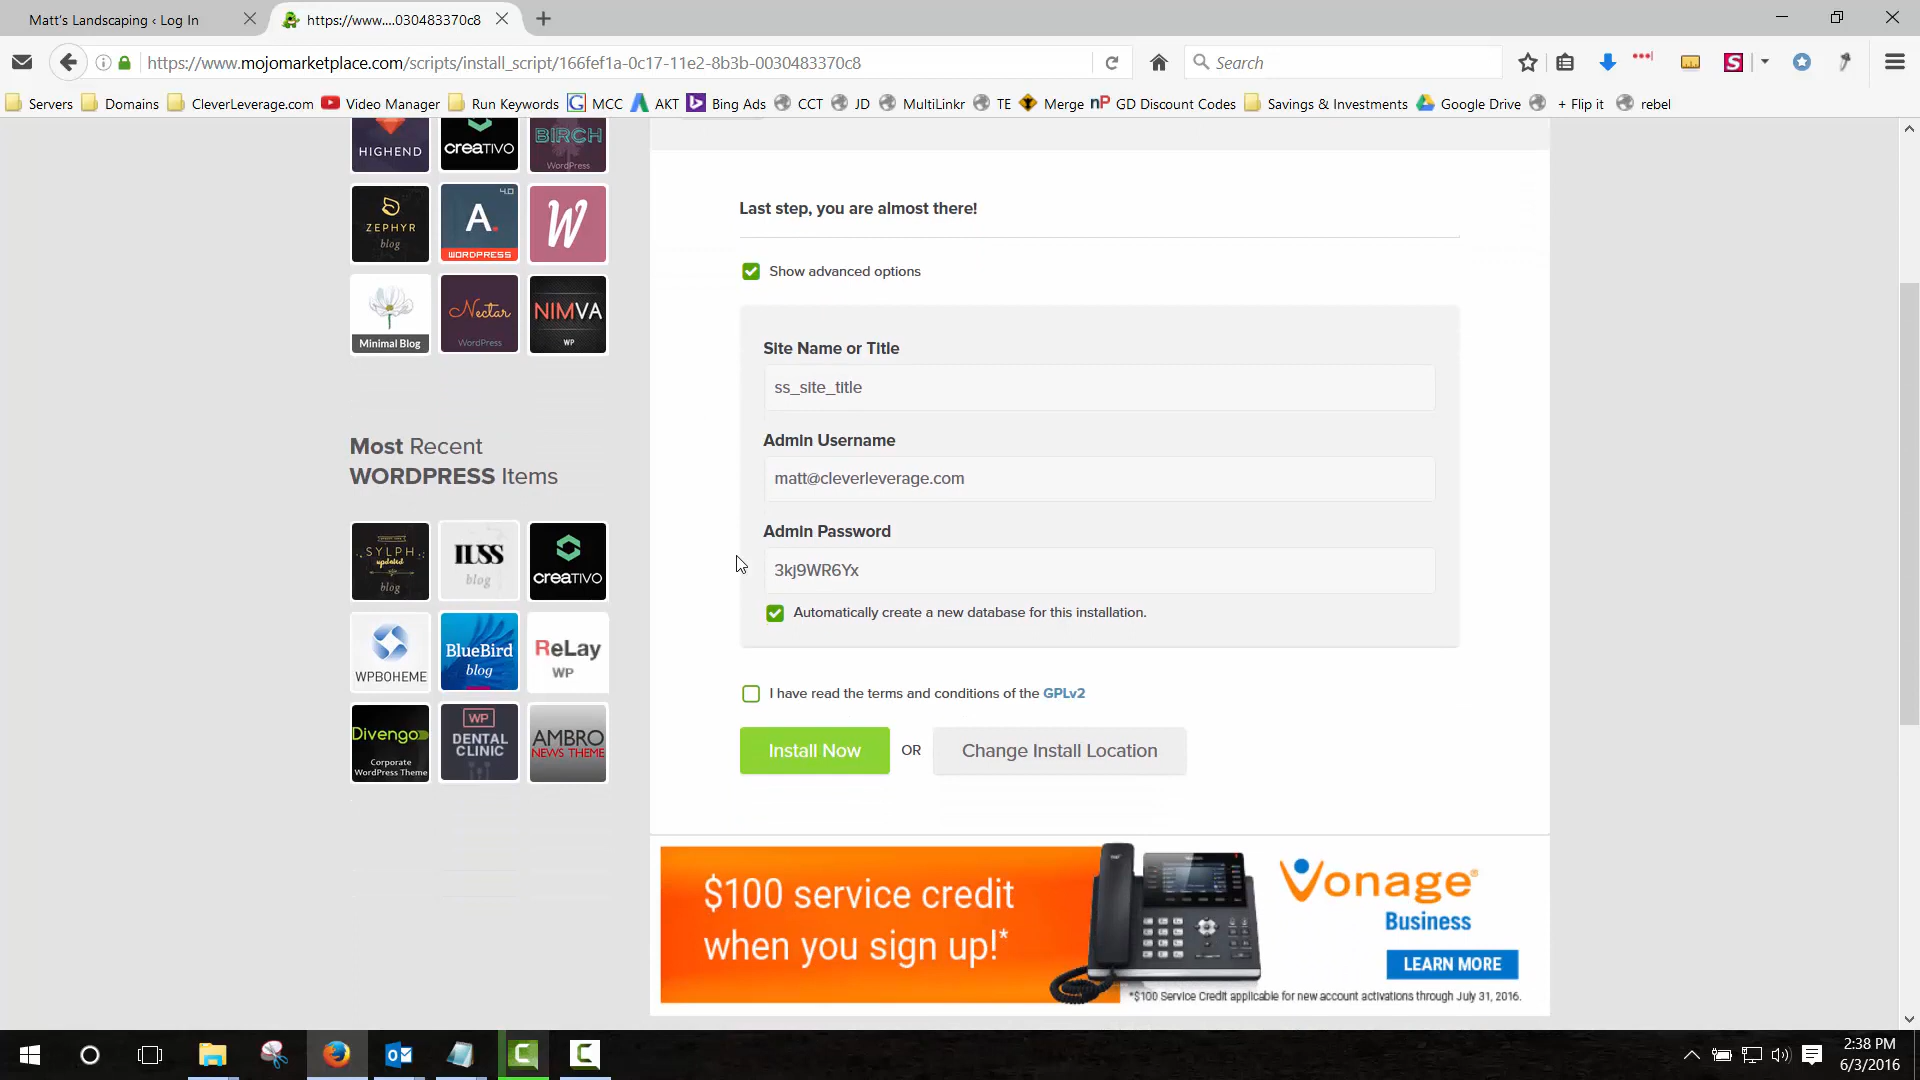 Matt's Landscaping ‹ Log In
https://www....030483370c8
https://www.mojomarketplace.com/scripts/install_script/166fef1a-0c17-11e2-8b3b-0030483370c8
Search
Servers
Domains
CleverLeverage.com
Video Manager
Run Keywords
MCC
AKT
Bing Ads
CCT
JD
MultiLinkr
TE
Merge
GD Discount Codes
Savings & Investments
Google Drive
+ Flip it
rebel
HIGHEND
CREATIVO
BIRCH
WordPress
ZEPHYR
blog
4.0
A.
WORDPRESS
W
Minimal Blog
Nectar
WordPress
NIMVA
WP
Most Recent
WORDPRESS Items
SYLPH
updated
blog
blog
CREATIVO
WPBOHEME
BlueBird
blog
ReLay
WP
Divengo
Corporate
WordPress Theme
WP
DENTAL
CLINIC
AMBRO
NEWS THEME
Last step, you are almost there!
Show advanced options
Site Name or Title
ss_site_title
Admin Username
matt@cleverleverage.com
Admin Password
3kj9WR6Yx
Automatically create a new database for this installation.
I have read the terms and conditions of the GPLv2
Install Now
OR
Change Install Location
$100 service credit
when you sign up!*
Vonage®
Business
LEARN MORE
*$100 Service Credit applicable for new account activations through July 31, 2016.
2:38 PM
6/3/2016